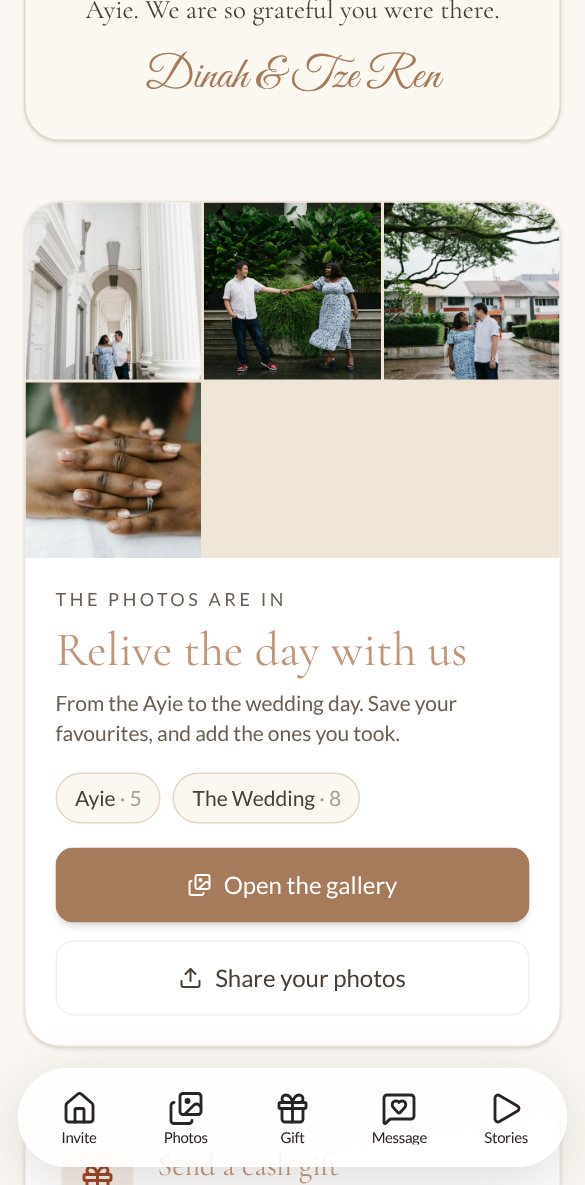 Ayie. We are so grateful you were there.
Dinah & Tze Ren
THE PHOTOS ARE IN
Relive the day with us
From the Ayie to the wedding day. Save your
favourites, and add the ones you took.
Ayie · 5
The Wedding · 8
Open the gallery
Share your photos
Invite
Photos
Gift
Message
Stories
Send a cash gift